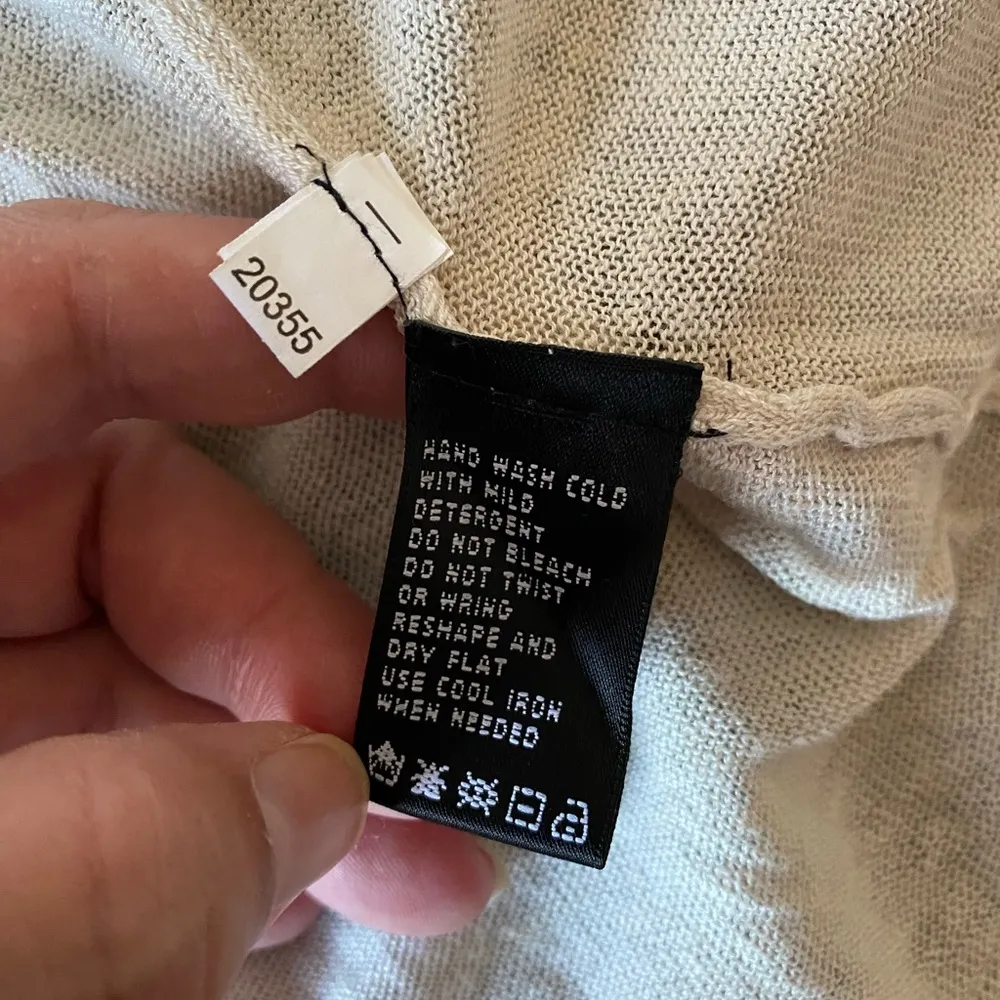 20355
HAND WASH COLD
WITH MILD
DETERGENT
DO NOT BLEACH
DO NOT TWIST
OR WRING
RESHAPE AND
DRY FLAT
USE COOL IRON
WHEN NEEDED